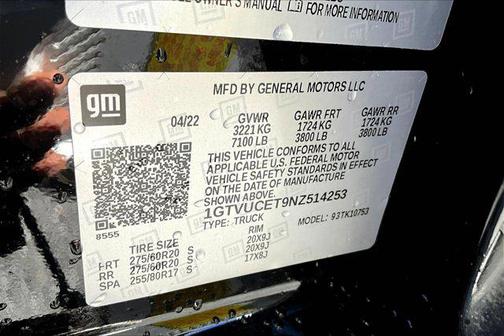 OWNER'S MANUAL FOR MORE INFORMATION
gm
MFD BY GENERAL MOTORS LLC
04/22 GVWR GAWR FRT GAWR RR
3221 KG 1724 KG 1724 KG
7100 LB 3800 LB 3800 LB
THIS VEHICLE CONFORMS TO ALL
APPLICABLE U.S. FEDERAL MOTOR
VEHICLE SAFETY STANDARDS IN EFFECT
ON THE DATE OF MANUFACTURE
SHOWN ABOVE.
1GTVUCET9NZ514253
TYPE: TRUCK MODEL: 93TK10753
8555
TIRE SIZE RIM
FRT 275/60R20 S 20X9J
RR 275/60R20 S 20X9J
SPA 255/80R17 S 17X8J